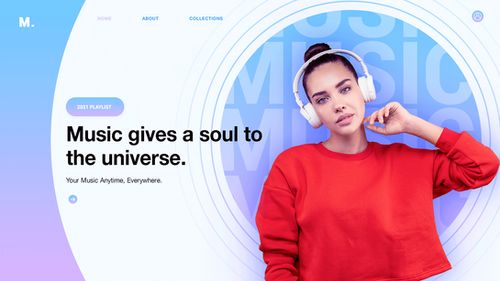 M.
HOME
ABOUT
COLLECTIONS
2021 PLAYLIST
Music gives a soul to
the universe.
Your Music Anytime, Everywhere.
MUSIC
MUSIC
MUSIC
MUSIC